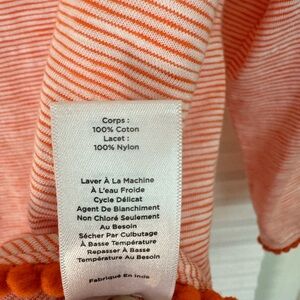 Corps :
100% Coton
Lacet :
100% Nylon
Laver À La Machine
À L'eau Froide
Cycle Délicat
Agent De Blanchiment
Non Chloré Seulement
Au Besoin
Sécher Par Culbutage
À Basse Température
Repasser À Basse
Température Au Besoin
Fabriqué En Inde